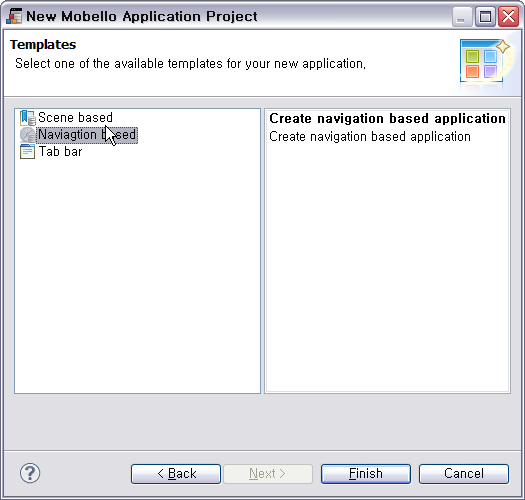 New Mobello Application Project
Templates
Select one of the available templates for your new application.
Scene based
Naviagtion based
Tab bar
Create navigation based application
Create navigation based application
?
< Back
Next >
Finish
Cancel